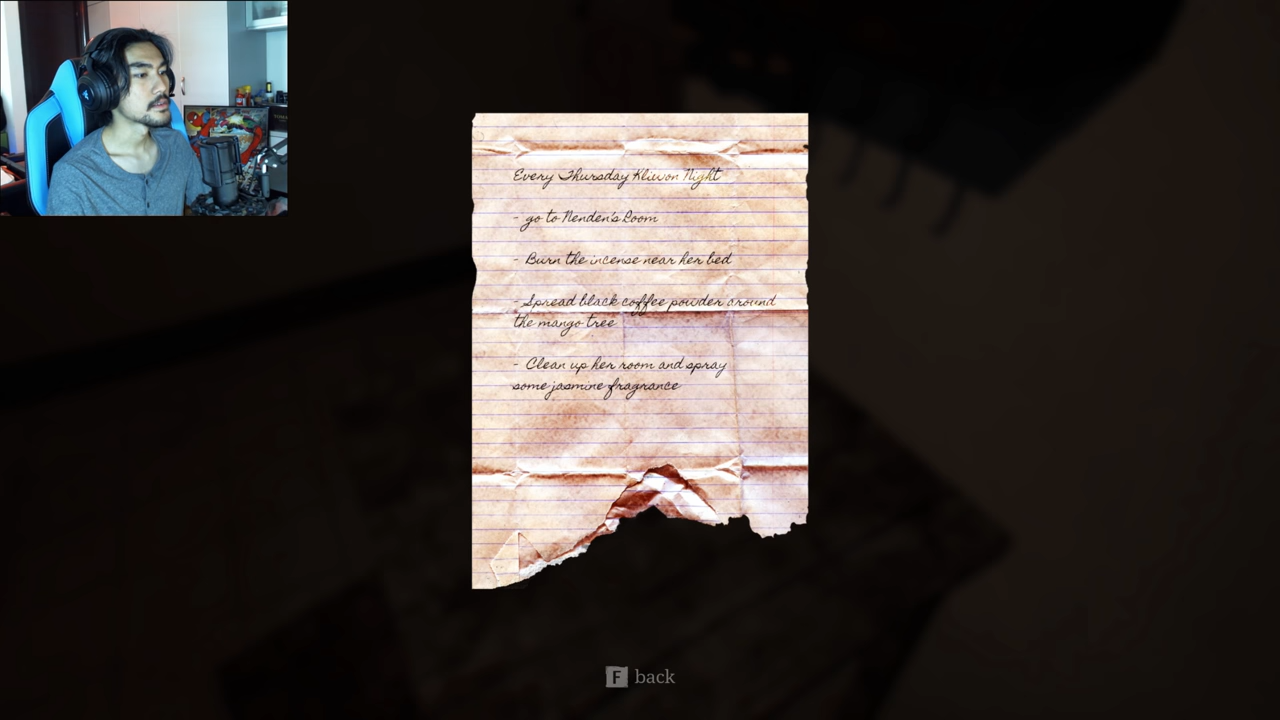 Every Thursday Kliwon Night
- go to Nenden's Room
- Burn the incense near her bed
- Spread black coffee powder around
the mango tree
- Clean up her room and spray
some jasmine fragrance
F back